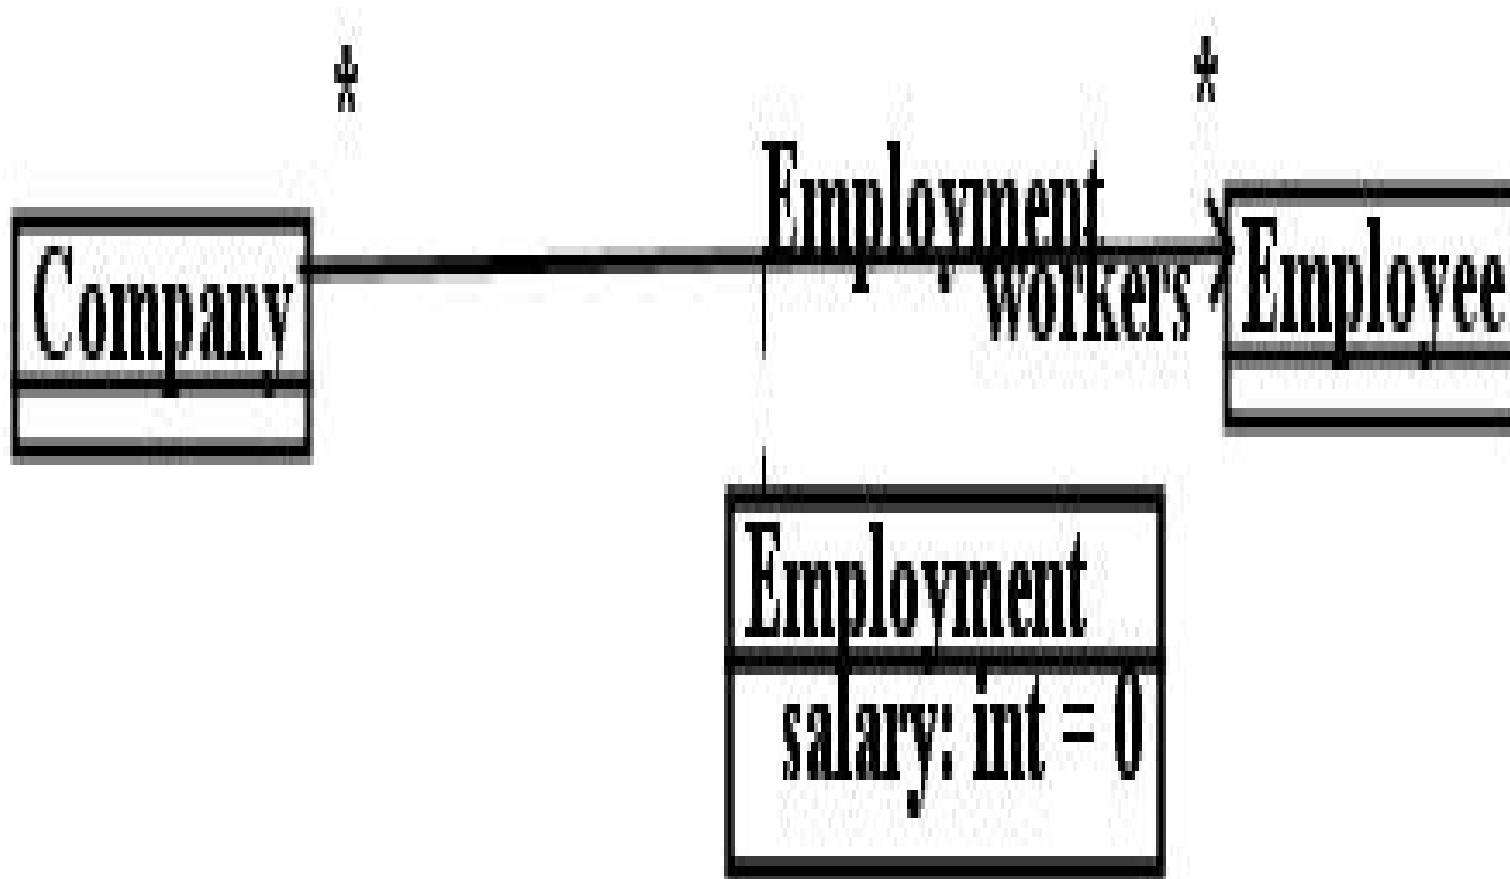 * *
Employment
Company
workers
Employee
Employment
salary: int = 0